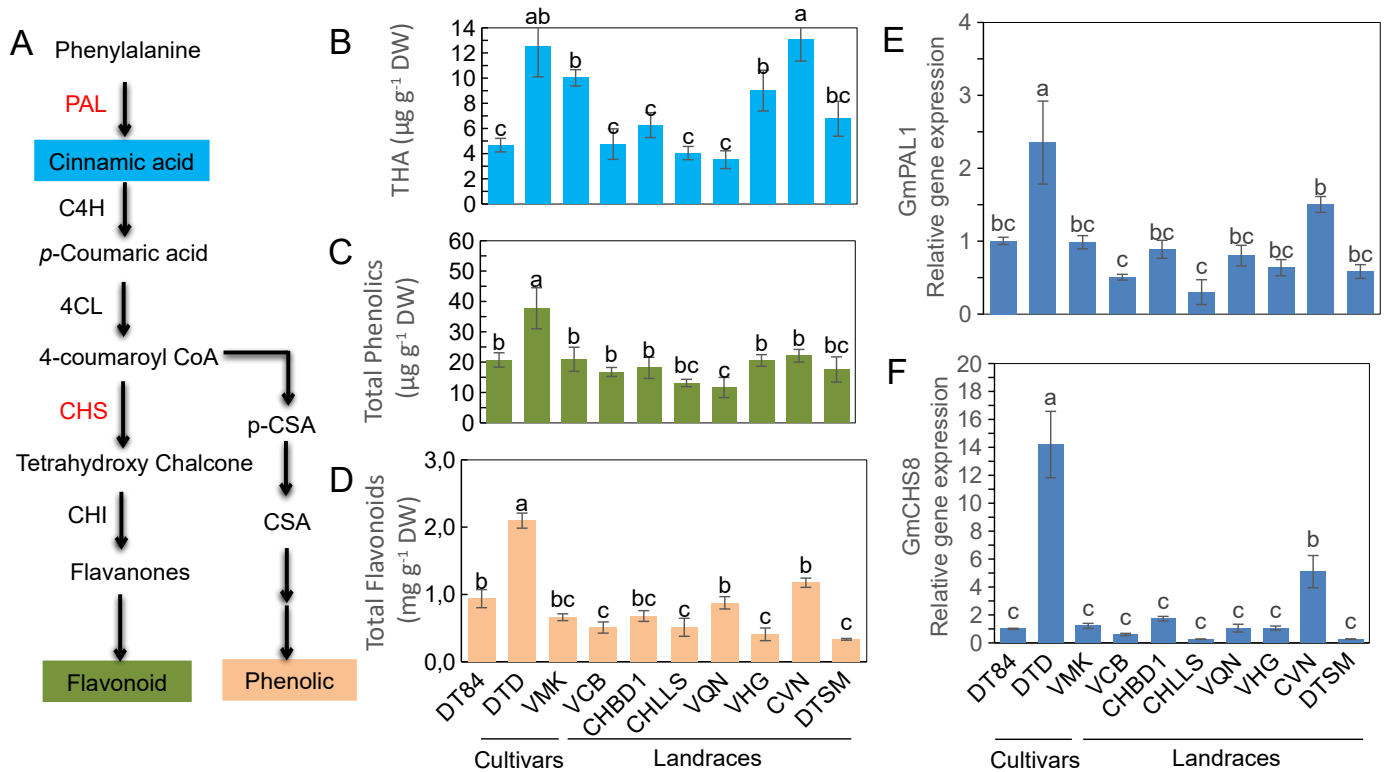 A
Phenylalanine
PAL
Cinnamic acid
C4H
p-Coumaric acid
4CL
4-coumaroyl CoA
CHS
p-CSA
Tetrahydroxy Chalcone
CHI
CSA
Flavanones
Flavonoid
Phenolic
B
THA (µg g⁻¹ DW)
14
12
10
8
6
4
2
0
c
ab
b
c
c
c
c
b
a
bc
C
Total Phenolics
(µg g⁻¹ DW)
60
50
40
30
20
10
0
b
a
b
b
b
bc
c
b
b
bc
D
Total Flavonoids
(mg g⁻¹ DW)
3,0
2,0
1,0
0,0
b
a
bc
c
bc
c
b
c
b
c
DT84
DTD
VMK
VCB
CHBD1
CHLLS
VQN
VHG
CVN
DTSM
Cultivars
Landraces
E
GmPAL1
Relative gene expression
4
3
2
1
0
bc
a
bc
c
bc
c
bc
bc
b
bc
F
GmCHS8
Relative gene expression
20
18
16
14
12
10
8
6
4
2
0
c
a
c
c
c
c
c
c
b
c
DT84
DTD
VMK
VCB
CHBD1
CHLLS
VQN
VHG
CVN
DTSM
Cultivars
Landraces